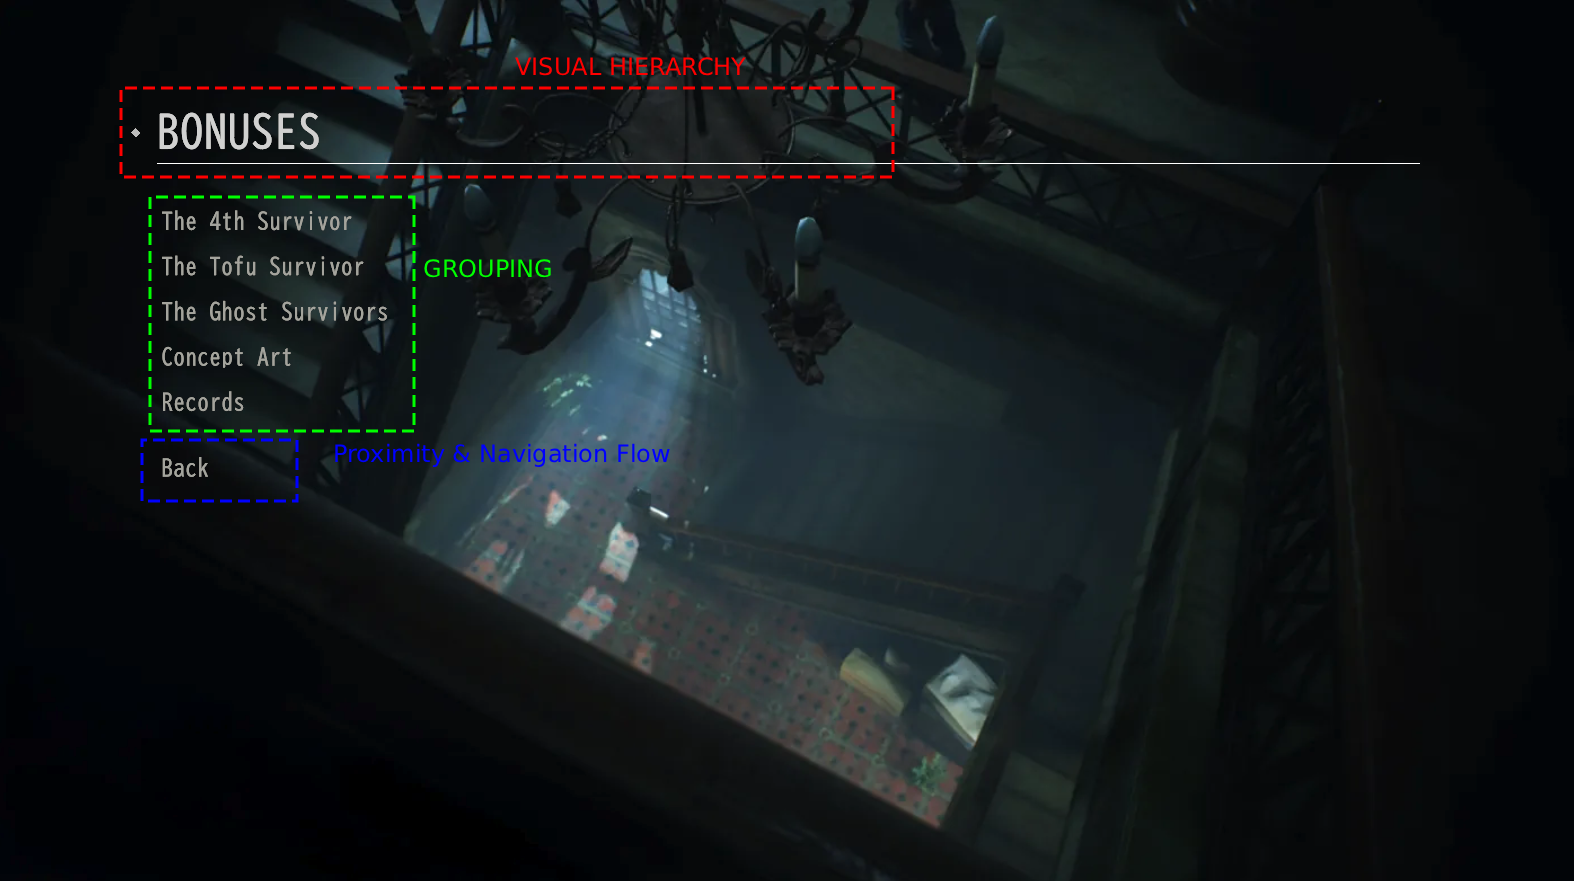 VISUAL HIERARCHY
BONUSES
The 4th Survivor
The Tofu Survivor
GROUPING
The Ghost Survivors
Concept Art
Records
Proximity & Navigation Flow
Back